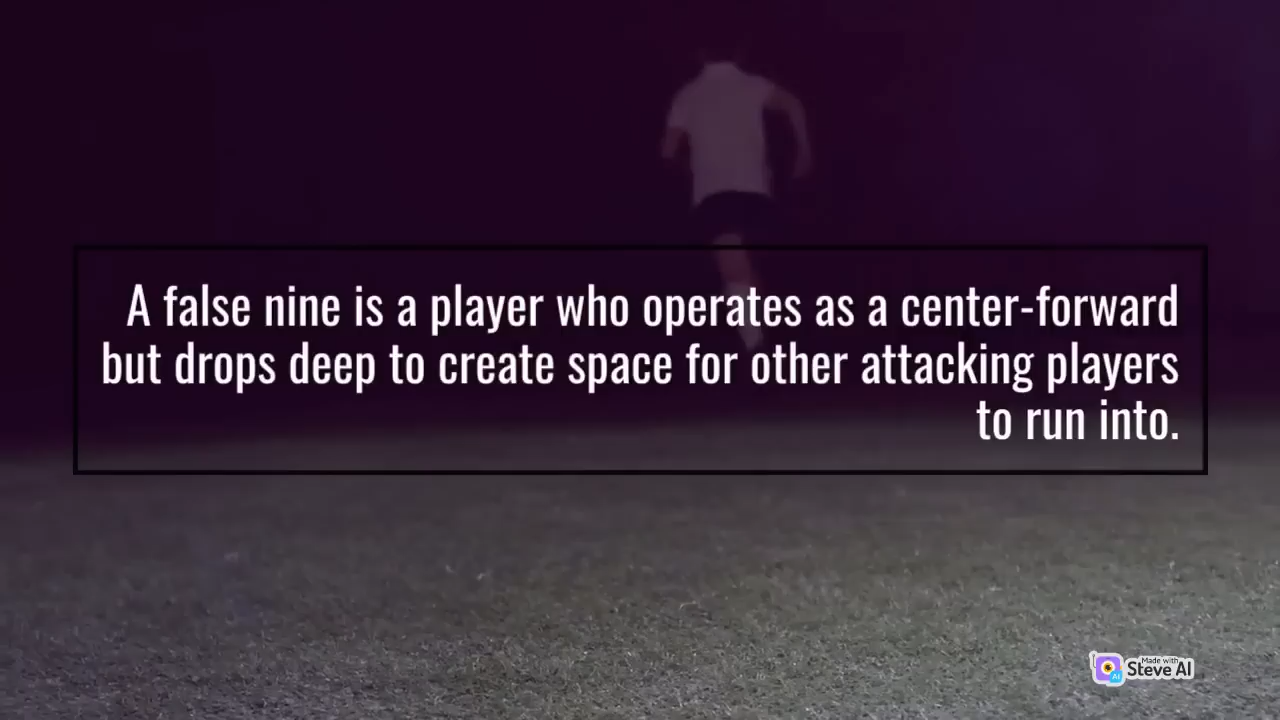 A false nine is a player who operates as a center-forward
but drops deep to create space for other attacking players
to run into.
Made with
Steve AI
AI